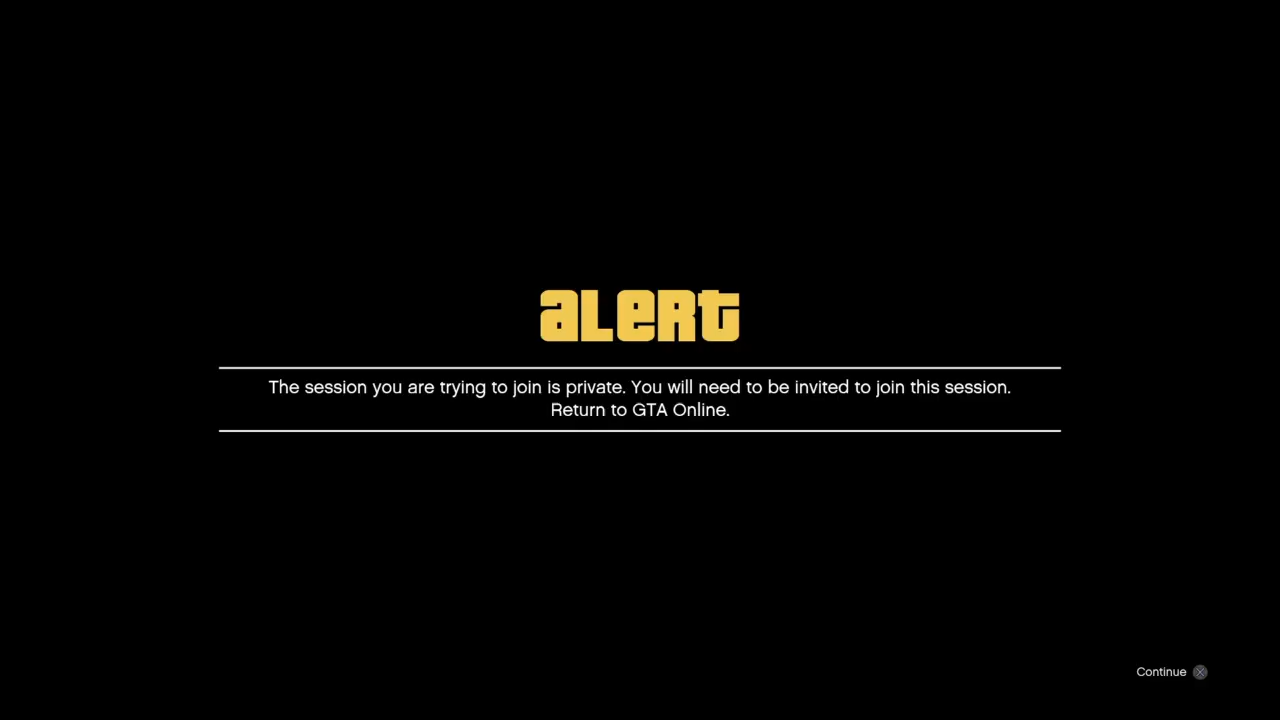 aLeRt
The session you are trying to join is private. You will need to be invited to join this session.
Return to GTA Online.
Continue